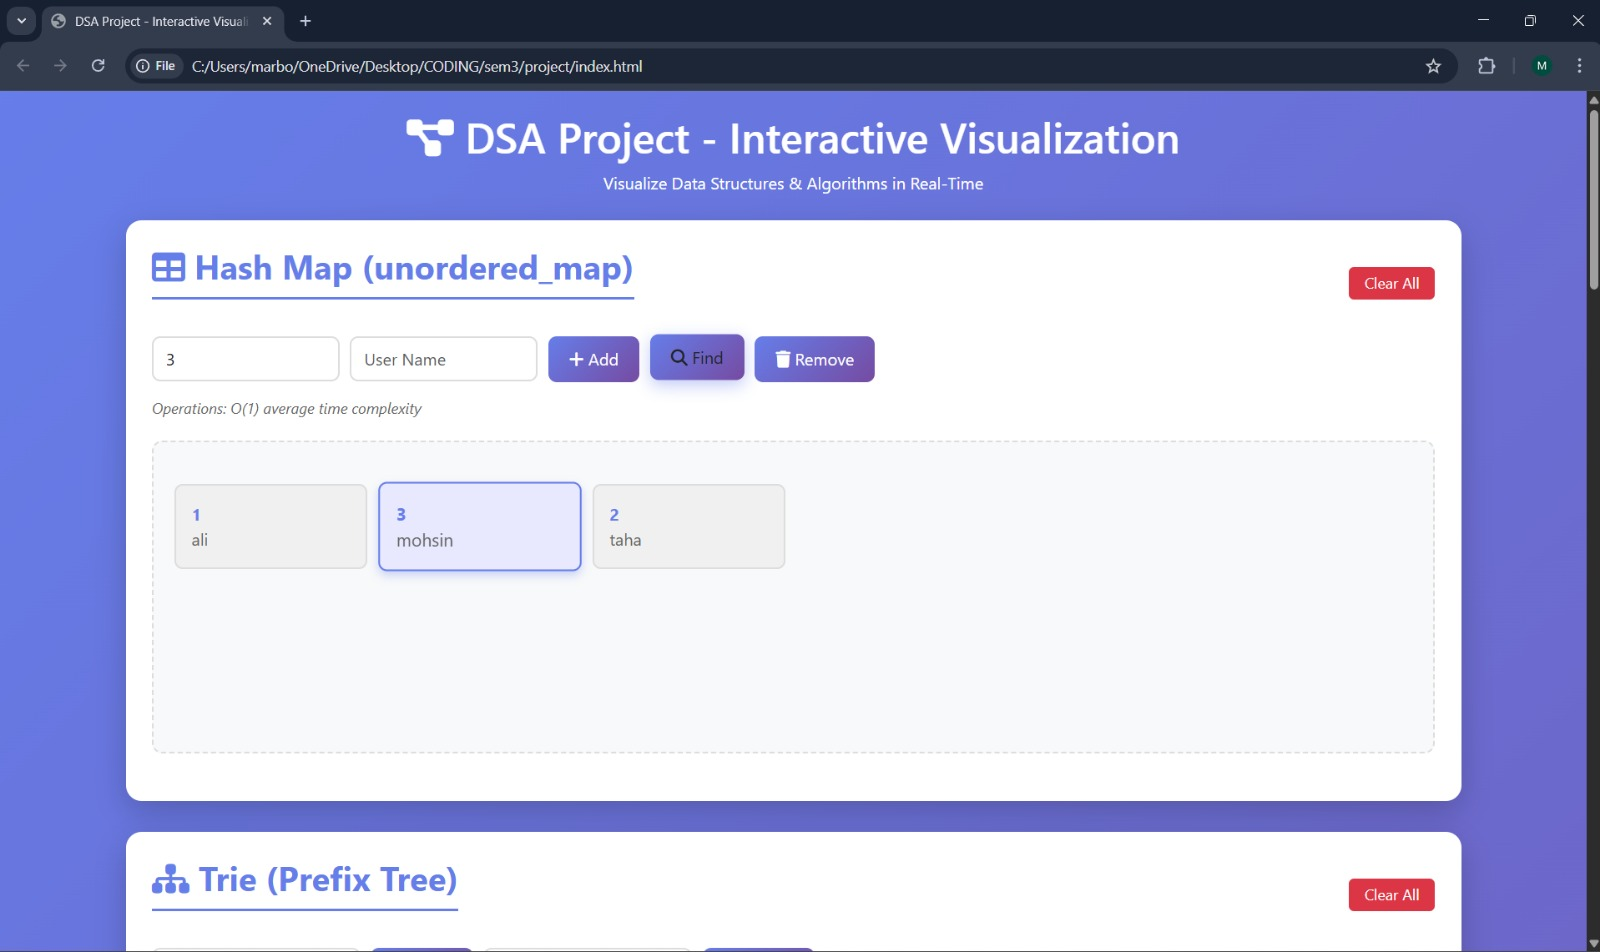 DSA Project - Interactive Visuali
File
C:/Users/marbo/OneDrive/Desktop/CODING/sem3/project/index.html
M
DSA Project - Interactive Visualization
Visualize Data Structures & Algorithms in Real-Time
Hash Map (unordered_map)
Clear All
3
User Name
Add
Find
Remove
Operations: O(1) average time complexity
1
ali
3
mohsin
2
taha
Trie (Prefix Tree)
Clear All